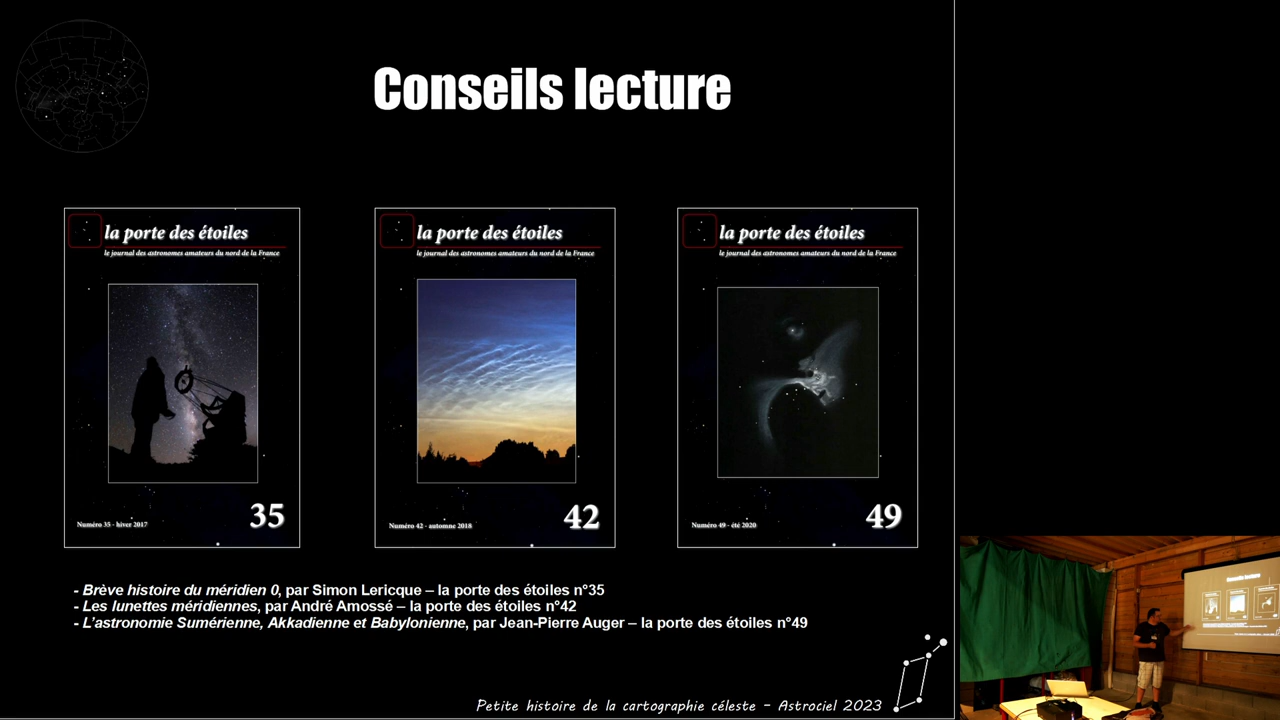 Conseils lecture
la porte des étoiles
le journal des astronomes amateurs du nord de la France
Numéro 35 - hiver 2017
35
la porte des étoiles
le journal des astronomes amateurs du nord de la France
Numéro 42 - automne 2018
42
la porte des étoiles
le journal des astronomes amateurs du nord de la France
Numéro 49 - été 2020
49
- Brève histoire du méridien 0, par Simon Lericque – la porte des étoiles n°35
- Les lunettes méridiennes, par André Amossé – la porte des étoiles n°42
- L'astronomie Sumérienne, Akkadienne et Babylonienne, par Jean-Pierre Auger – la porte des étoiles n°49
Petite histoire de la cartographie céleste – Astrociel 2023
Conseils lecture